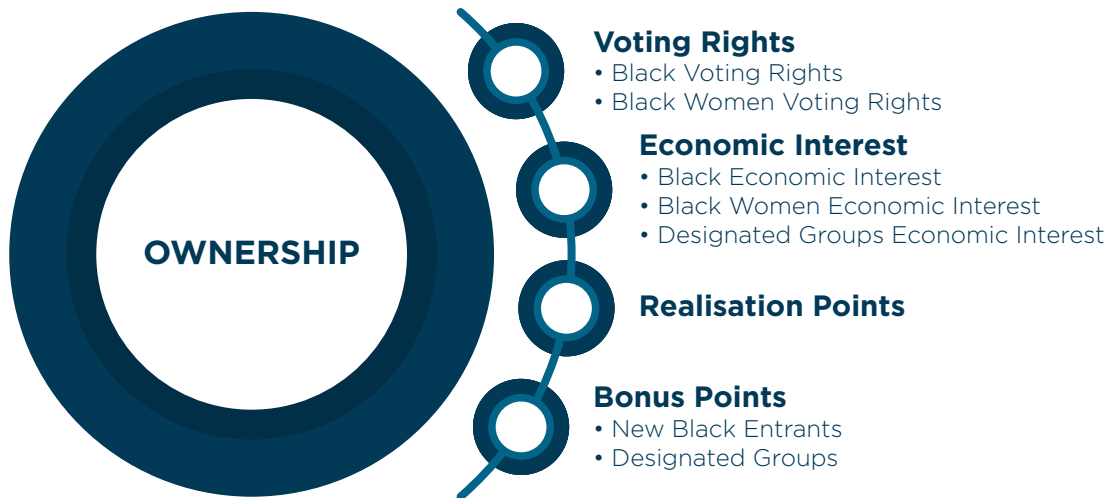 OWNERSHIP
Voting Rights
• Black Voting Rights
• Black Women Voting Rights
Economic Interest
• Black Economic Interest
• Black Women Economic Interest
• Designated Groups Economic Interest
Realisation Points
Bonus Points
• New Black Entrants
• Designated Groups